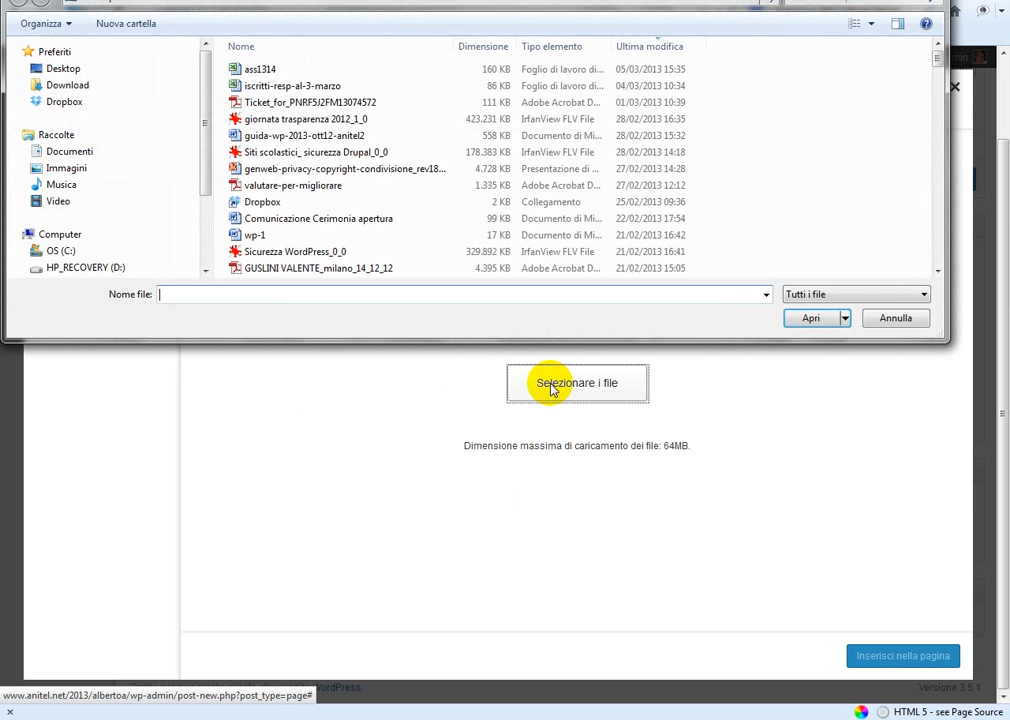 Organizza Nuova cartella
Preferiti
Desktop
Download
Dropbox
Raccolte
Documenti
Immagini
Musica
Video
Computer
OS (C:)
HP_RECOVERY (D:)
Nome Dimensione Tipo elemento Ultima modifica
ass1314 160 KB Foglio di lavoro di... 05/03/2013 15:35
iscritti-resp-al-3-marzo 86 KB Foglio di lavoro di... 04/03/2013 10:34
Ticket_for_PNRF5J2FM13074572 111 KB Adobe Acrobat D... 01/03/2013 10:39
giornata trasparenza 2012_1_0 423.231 KB IrfanView FLV File 28/02/2013 16:35
guida-wp-2013-ott12-anitel2 558 KB Documento di Mi... 28/02/2013 15:32
Siti scolastici_ sicurezza Drupal_0_0 178.383 KB IrfanView FLV File 28/02/2013 14:18
genweb-privacy-copyright-condivisione_rev18... 4.728 KB Presentazione di ... 27/02/2013 14:28
valutare-per-migliorare 1.335 KB Adobe Acrobat D... 27/02/2013 12:12
Dropbox 2 KB Collegamento 25/02/2013 09:36
Comunicazione Cerimonia apertura 99 KB Documento di Mi... 22/02/2013 17:54
wp-1 17 KB Documento di Mi... 21/02/2013 16:42
Sicurezza WordPress_0_0 329.892 KB IrfanView FLV File 21/02/2013 16:41
GUSLINI VALENTE_milano_14_12_12 4.395 KB Adobe Acrobat D... 21/02/2013 15:05
Nome file: Tutti i file
Apri Annulla
Selezionare i file
Dimensione massima di caricamento dei file: 64MB.
Inserisci nella pagina
www.anitel.net/2013/albertoa/wp-admin/post-new.php?post_type=page# WordPress Versione 3.5.1
HTML 5 - see Page Source